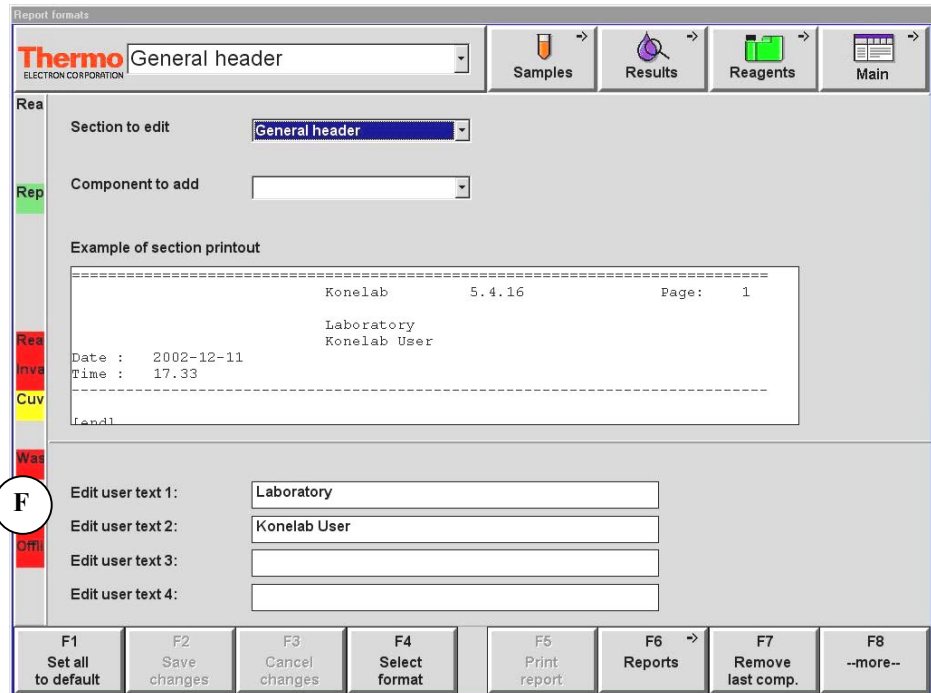 Report formats
Thermo
ELECTRON CORPORATION
General header
Samples
Results
Reagents
Main
Rea
Section to edit
General header
Rep
Component to add
Example of section printout
================================================================================
Konelab 5.4.16 Page: 1
Laboratory
Konelab User
Rea
Date : 2002-12-11
Inva
Time : 17.33
--------------------------------------------------------------------------------
Cuv
[end]
Was
F
Edit user text 1: Laboratory
Edit user text 2: Konelab User
Offli
Edit user text 3:
Edit user text 4:
F1 F2 F3 F4 F5 F6 F7 F8
Set all Save Cancel Select Print Reports Remove --more--
to default changes changes format report last comp.